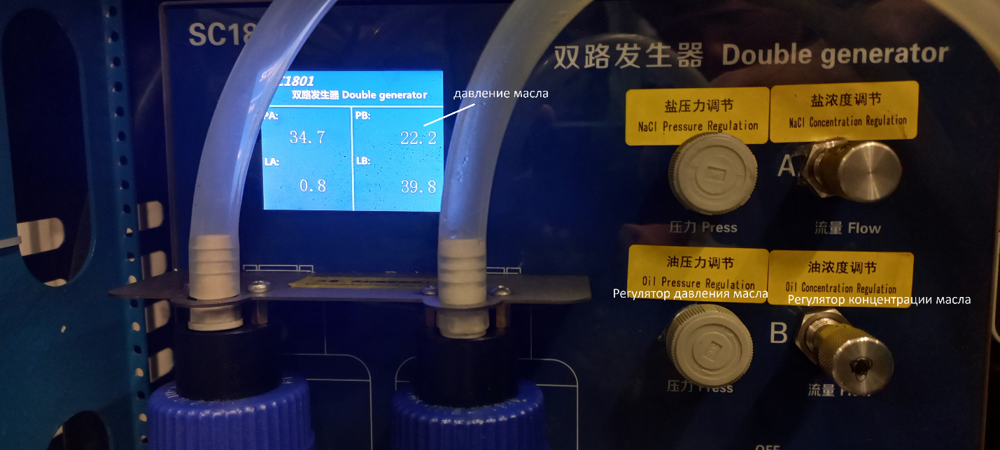 SC18
双路发生器 Double generator
C1801
双路发生器 Double generator
давление масла
PA:
34.7
PB:
22.2
LA:
0.8
LB:
39.8
盐压力调节
NaCl Pressure Regulation
盐浓度调节
NaCl Concentration Regulation
A
压力 Press
流量 Flow
油压力调节
Oil Pressure Regulation
油浓度调节
Oil Concentration Regulation
Регулятор давления масла
Регулятор концентрации масла
B
压力 Press
流量 Flow
OFF